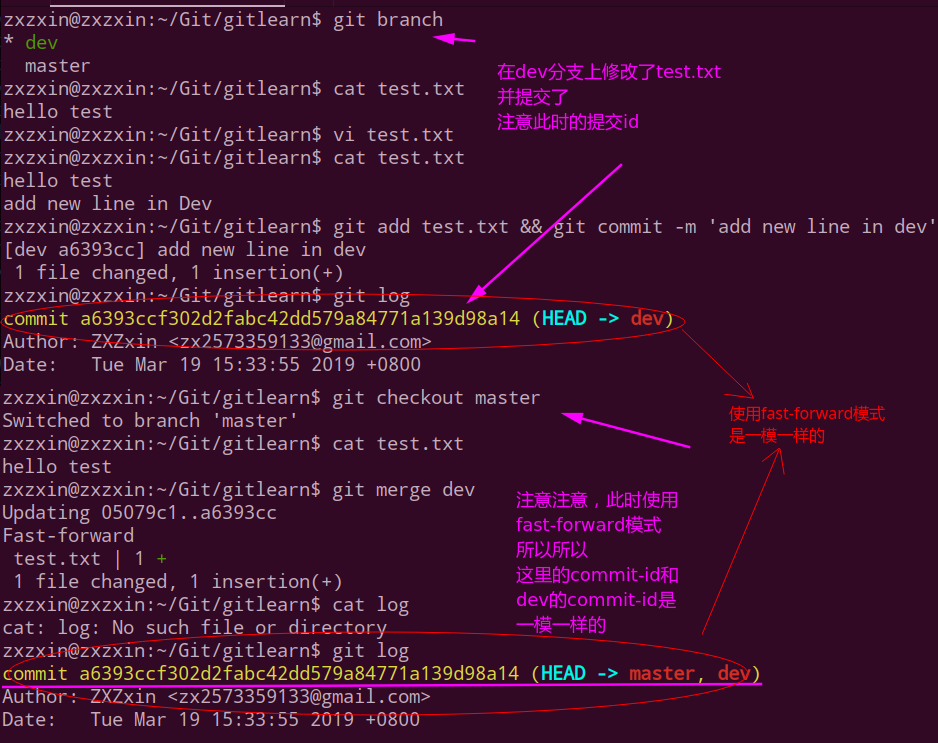 zxzxin@zxzxin:~/Git/gitlearn$ git branch
* dev
  master
zxzxin@zxzxin:~/Git/gitlearn$ cat test.txt
hello test
zxzxin@zxzxin:~/Git/gitlearn$ vi test.txt
zxzxin@zxzxin:~/Git/gitlearn$ cat test.txt
hello test
add new line in Dev
zxzxin@zxzxin:~/Git/gitlearn$ git add test.txt && git commit -m 'add new line in dev'
[dev a6393cc] add new line in dev
 1 file changed, 1 insertion(+)
zxzxin@zxzxin:~/Git/gitlearn$ git log
commit a6393ccf302d2fabc42dd579a84771a139d98a14 (HEAD -> dev)
Author: ZXZxin <zx2573359133@gmail.com>
Date:   Tue Mar 19 15:33:55 2019 +0800
在dev分支上修改了test.txt
并提交了
注意此时的提交id
zxzxin@zxzxin:~/Git/gitlearn$ git checkout master
Switched to branch 'master'
zxzxin@zxzxin:~/Git/gitlearn$ cat test.txt
hello test
zxzxin@zxzxin:~/Git/gitlearn$ git merge dev
Updating 05079c1..a6393cc
Fast-forward
 test.txt | 1 +
 1 file changed, 1 insertion(+)
zxzxin@zxzxin:~/Git/gitlearn$ cat log
cat: log: No such file or directory
zxzxin@zxzxin:~/Git/gitlearn$ git log
commit a6393ccf302d2fabc42dd579a84771a139d98a14 (HEAD -> master, dev)
Author: ZXZxin <zx2573359133@gmail.com>
Date:   Tue Mar 19 15:33:55 2019 +0800
使用fast-forward模式
是一模一样的
注意注意，此时使用
fast-forward模式
所以所以
这里的commit-id和
dev的commit-id是
一模一样的